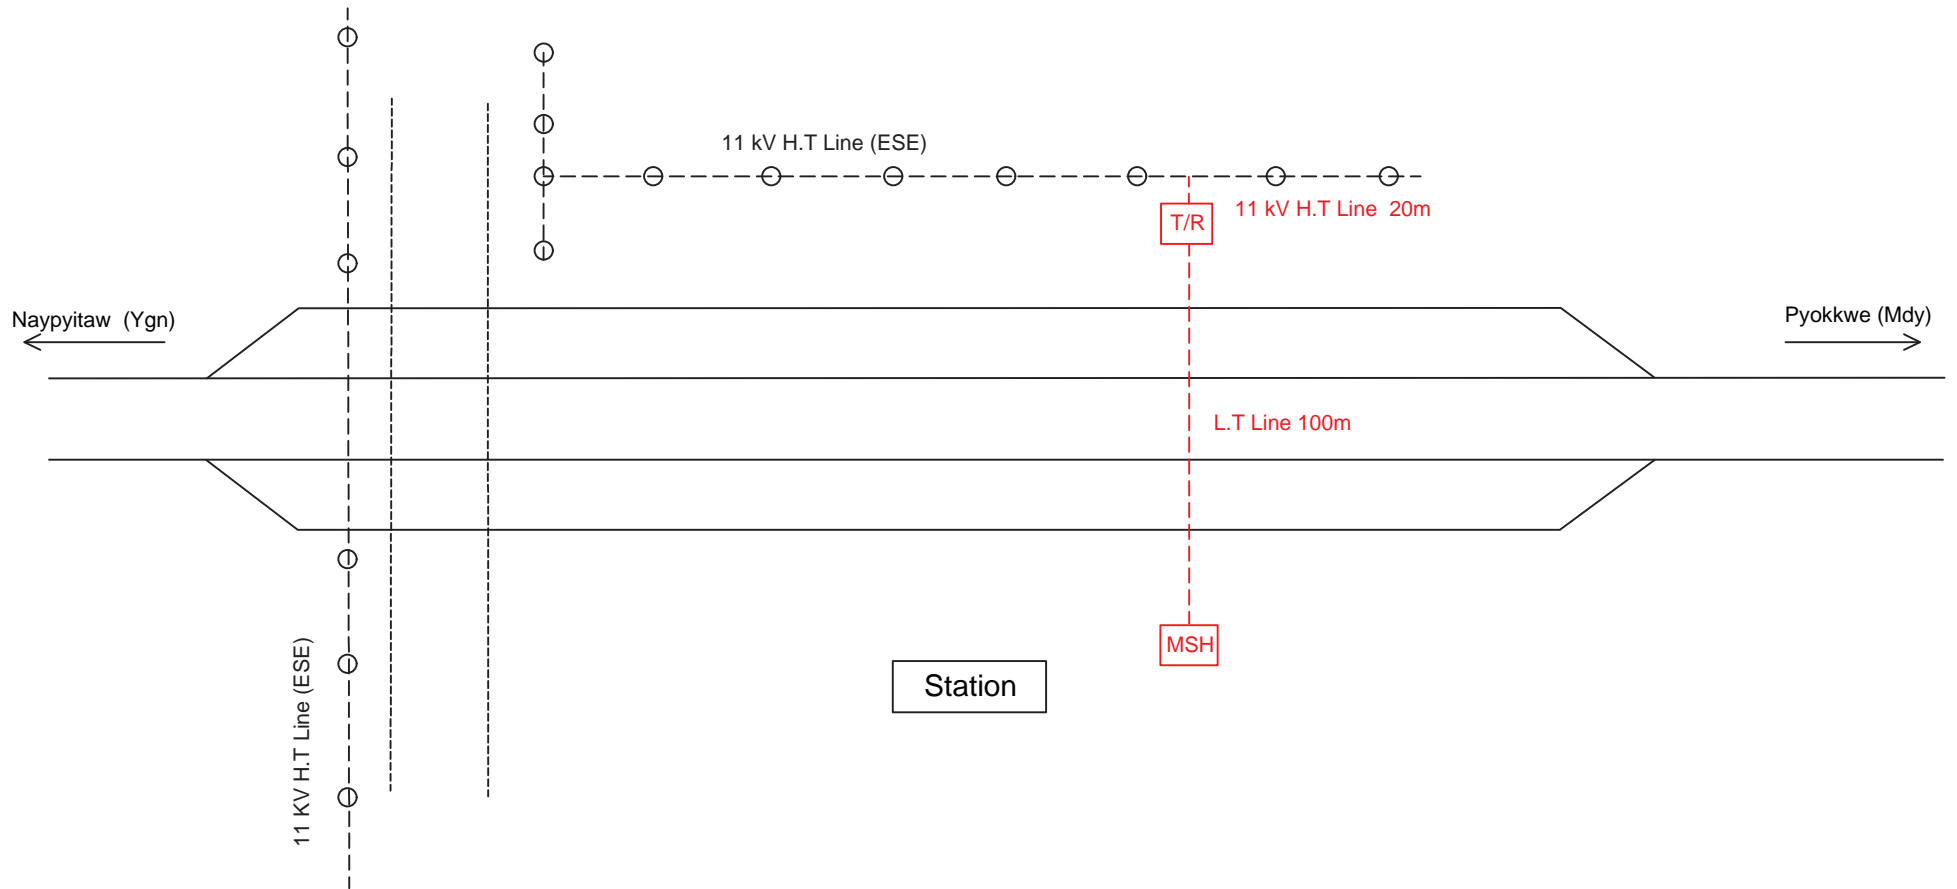 11 kV H.T Line (ESE)
11 kV H.T Line  20m
T/R
Naypyitaw  (Ygn)
Pyokkwe (Mdy)
L.T Line 100m
MSH
Station
11 KV H.T Line (ESE)